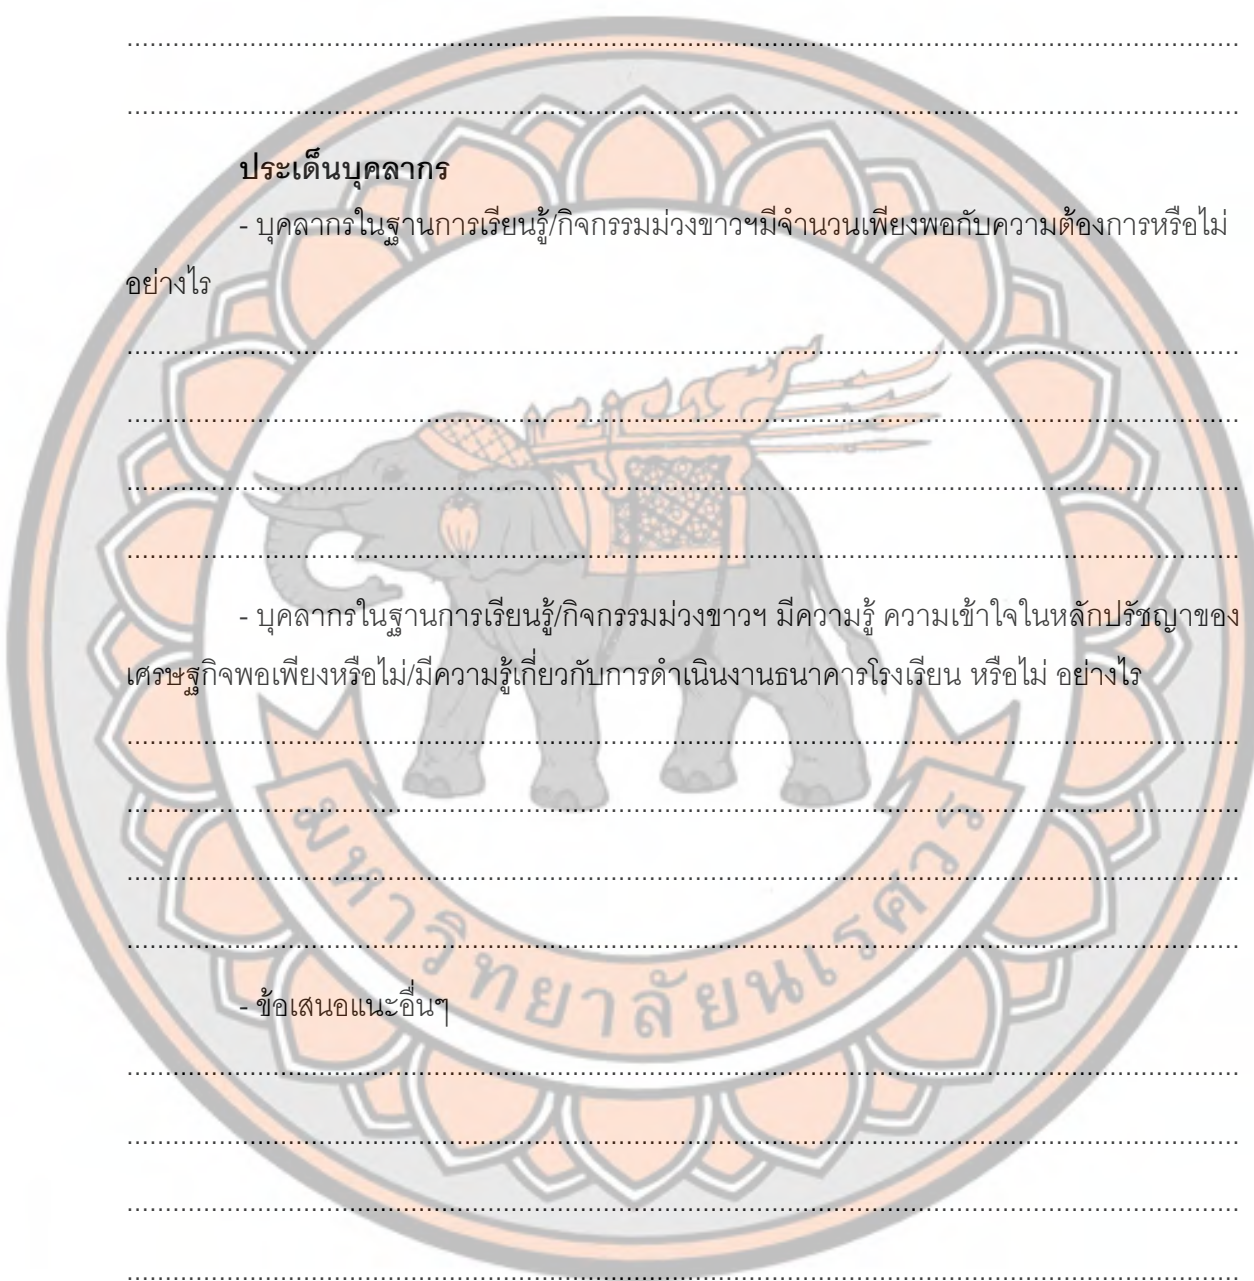 ........................................................................................................................................................
........................................................................................................................................................
ประเด็นบุคลากร
- บุคลากรในฐานการเรียนรู้/กิจกรรมม่วงขาวฯมีจำนวนเพียงพอกับความต้องการหรือไม่
อย่างไร
........................................................................................................................................................
........................................................................................................................................................
........................................................................................................................................................
........................................................................................................................................................
- บุคลากรในฐานการเรียนรู้/กิจกรรมม่วงขาวฯ มีความรู้ ความเข้าใจในหลักปรัชญาของ
เศรษฐกิจพอเพียงหรือไม่/มีความรู้เกี่ยวกับการดำเนินงานธนาคารโรงเรียน หรือไม่ อย่างไร
........................................................................................................................................................
........................................................................................................................................................
........................................................................................................................................................
........................................................................................................................................................
มหาวิทยาลัยนเรศวร
- ข้อเสนอแนะอื่นๆ
........................................................................................................................................................
........................................................................................................................................................
........................................................................................................................................................
........................................................................................................................................................